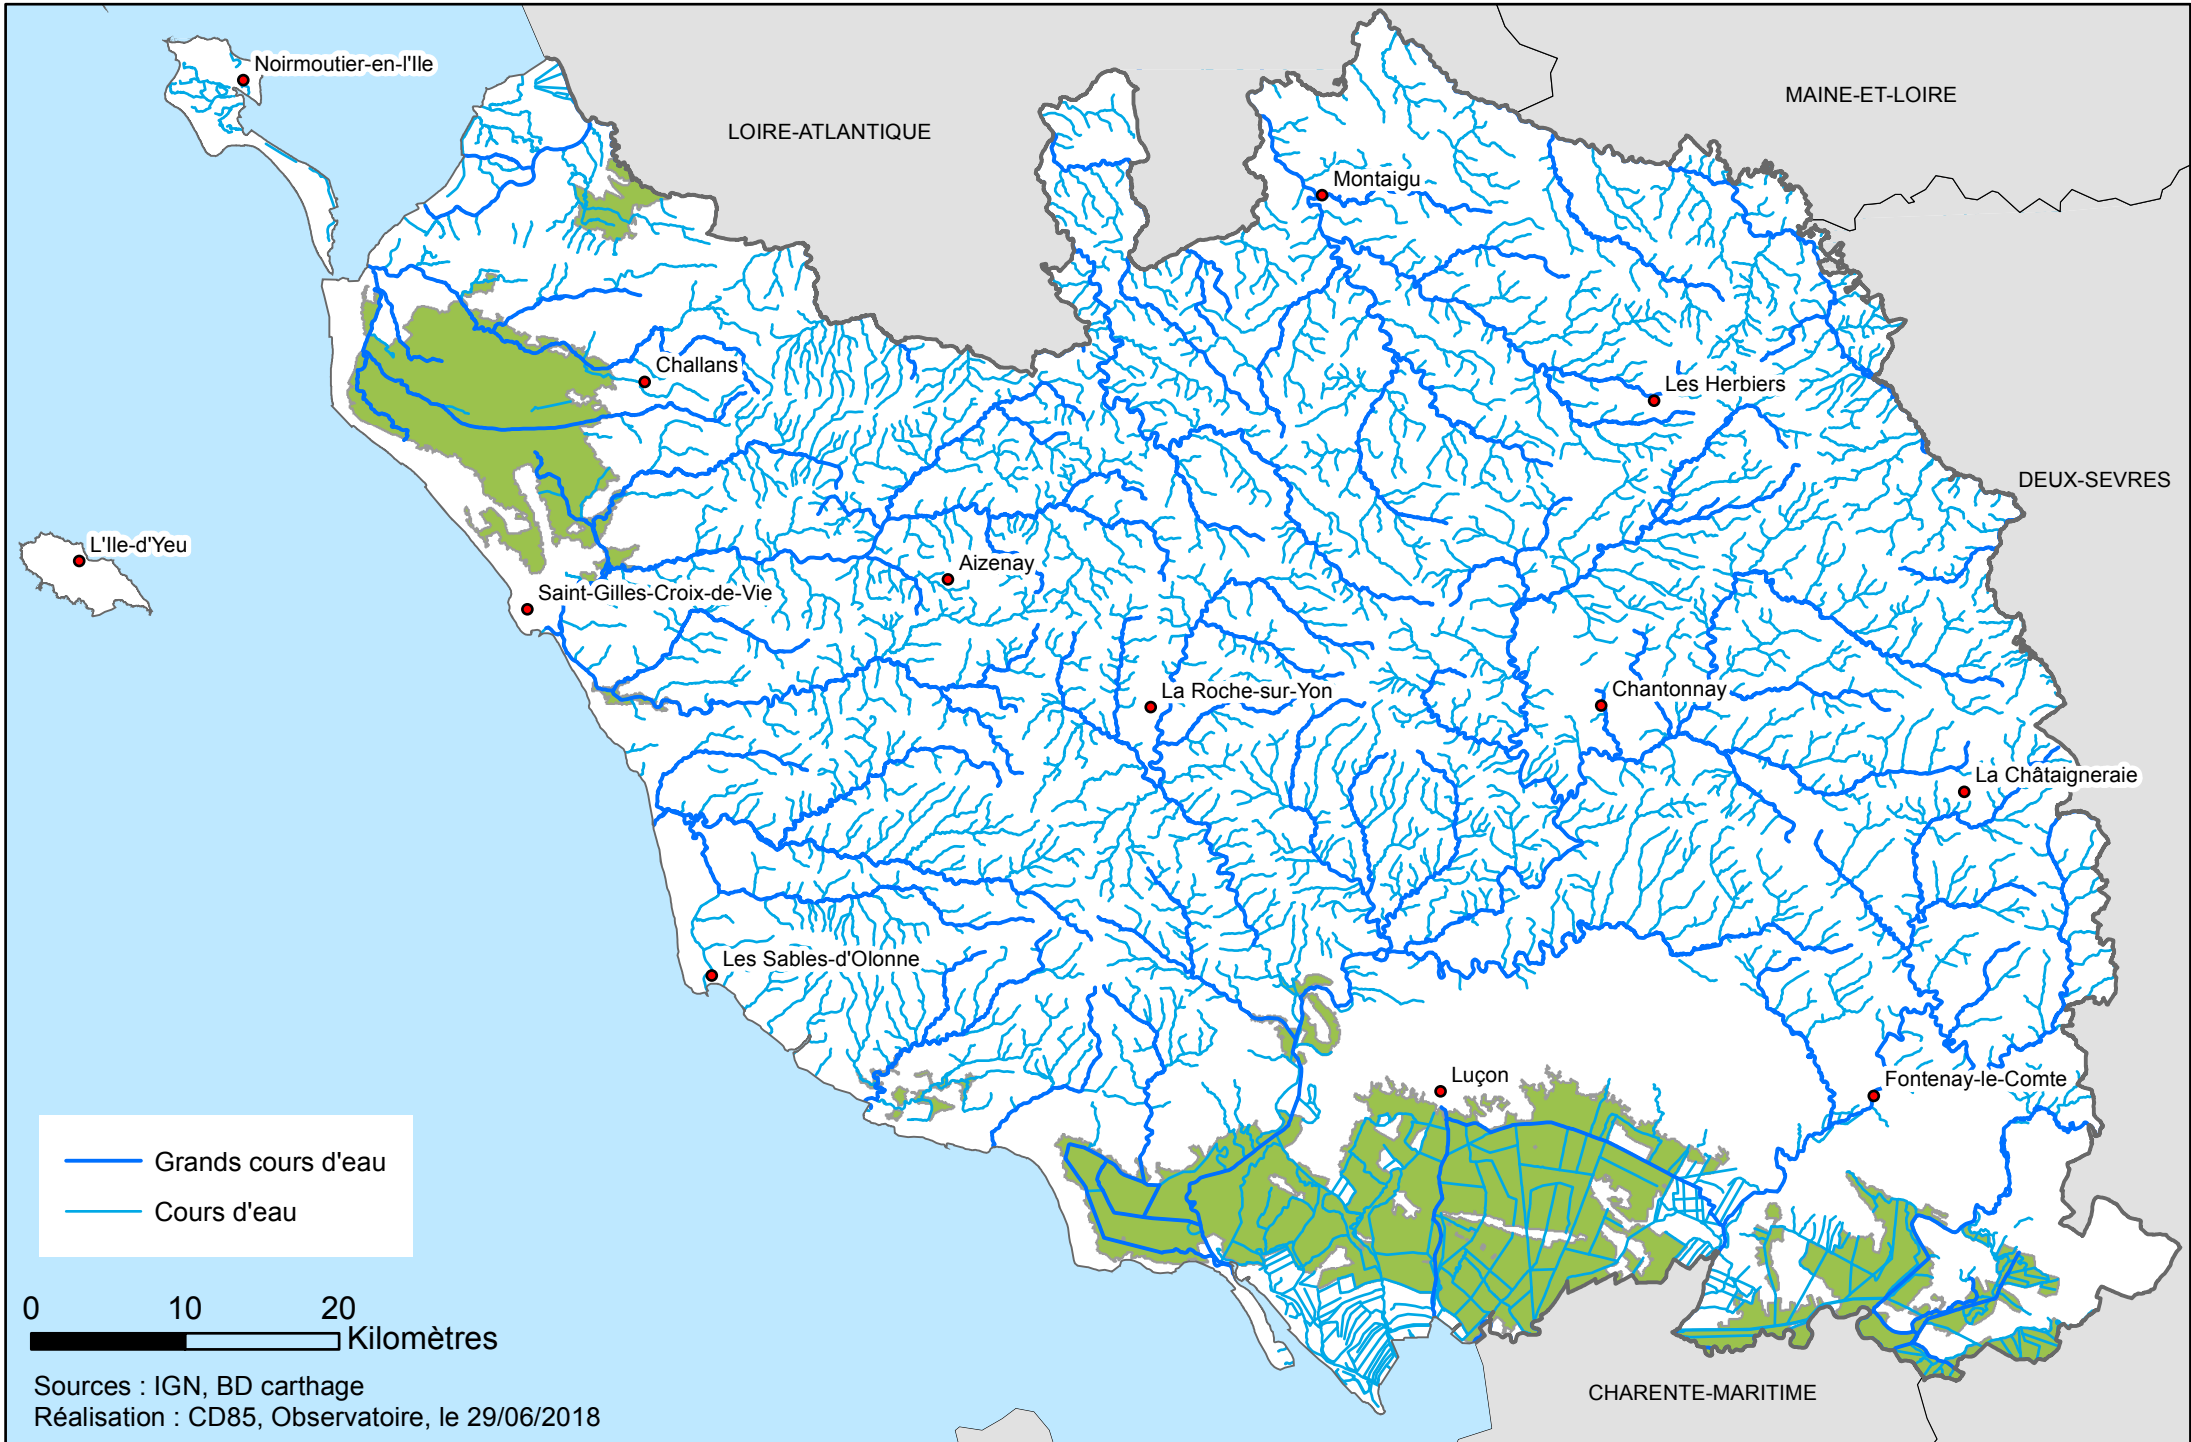 Noirmoutier-en-l'Ile
LOIRE-ATLANTIQUE
MAINE-ET-LOIRE
Montaigu
Challans
Les Herbiers
DEUX-SEVRES
L'Ile-d'Yeu
Aizenay
Saint-Gilles-Croix-de-Vie
La Roche-sur-Yon
Chantonnay
La Châtaigneraie
Les Sables-d'Olonne
Luçon
Fontenay-le-Comte
Grands cours d'eau
Cours d'eau
0 10 20
Kilomètres
Sources : IGN, BD carthage
Réalisation : CD85, Observatoire, le 29/06/2018
CHARENTE-MARITIME